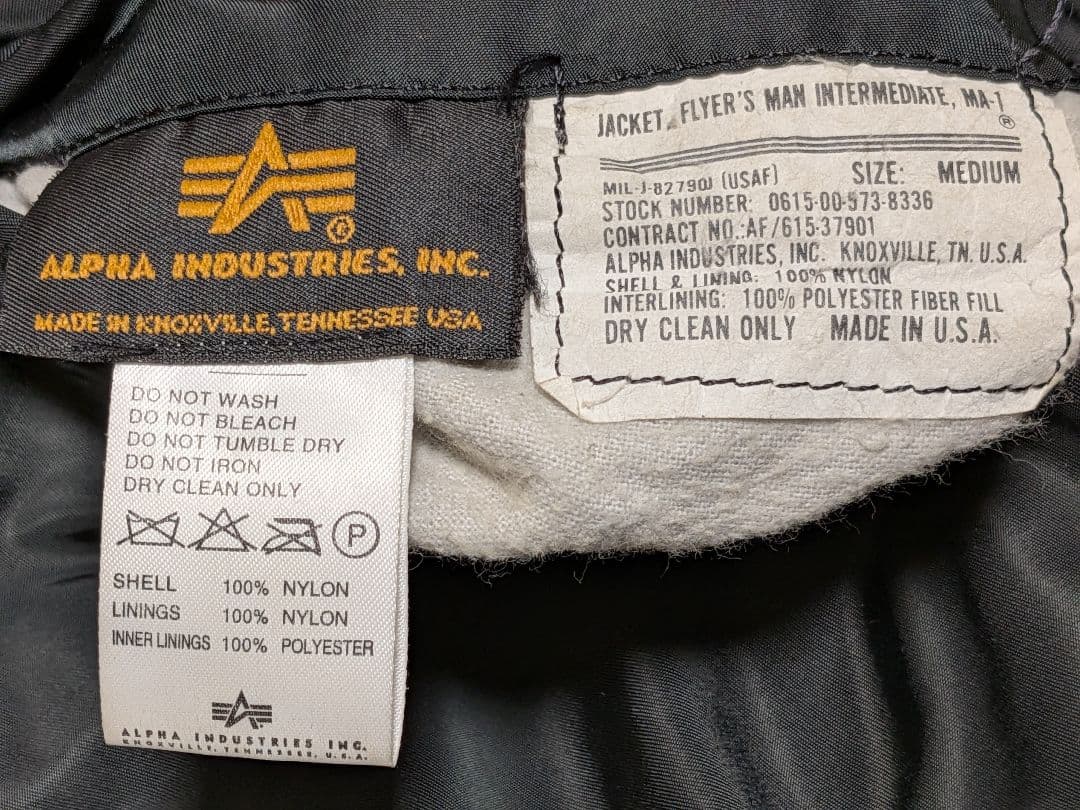 ALPHA INDUSTRIES, INC.
MADE IN KNOXVILLE, TENNESSEE USA
JACKET, FLYER'S MAN INTERMEDIATE, MA-1
®
MIL-J-8279OJ (USAF) SIZE: MEDIUM
STOCK NUMBER: 0615-00-573-8336
CONTRACT NO.:AF/615-37901
ALPHA INDUSTRIES, INC. KNOXVILLE, TN. U.S.A.
SHELL & LINING: 100% NYLON
INTERLINING: 100% POLYESTER FIBER FILL
DRY CLEAN ONLY MADE IN U.S.A.
DO NOT WASH
DO NOT BLEACH
DO NOT TUMBLE DRY
DO NOT IRON
DRY CLEAN ONLY
P
SHELL 100% NYLON
LININGS 100% NYLON
INNER LININGS 100% POLYESTER
ALPHA INDUSTRIES INC.
KNOXVILLE, TENNESSEE, U.S.A.